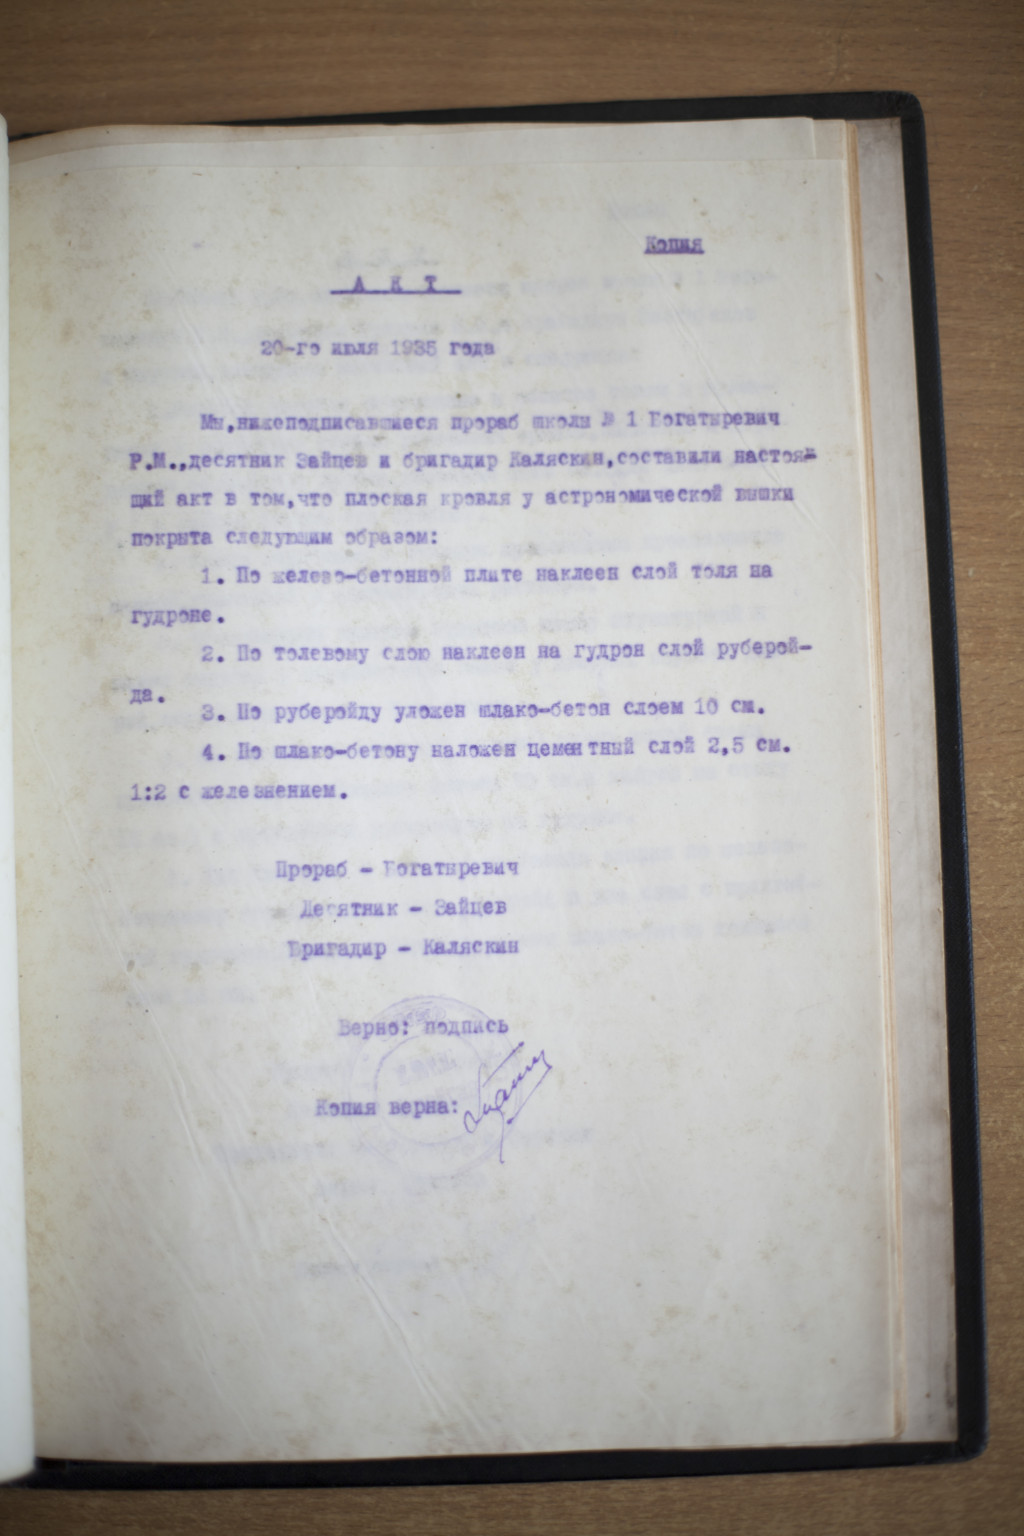 Копия
А К Т
20-го июля 1935 года
Мы,нижеподписавшиеся прораб школы № 1 Богатыревич
Р.М.,десятник Зайцев и бригадир Каляскин,составили настоя-
щий акт в том,что плоская кровля у астрономической вышки
покрыта следующим образом:
1. По железо-бетонной плите наклеен слой толя на
гудроне.
2. По толевому слою наклеен на гудрон слой руберой-
да.
3. По руберойду уложен шлако-бетон слоем 10 см.
4. По шлако-бетону наложен цементный слой 2,5 см.
1:2 с железнением.
Прораб - Богатыревич
Десятник - Зайцев
Бригадир - Каляскин
Верно: подпись
Копия верна: